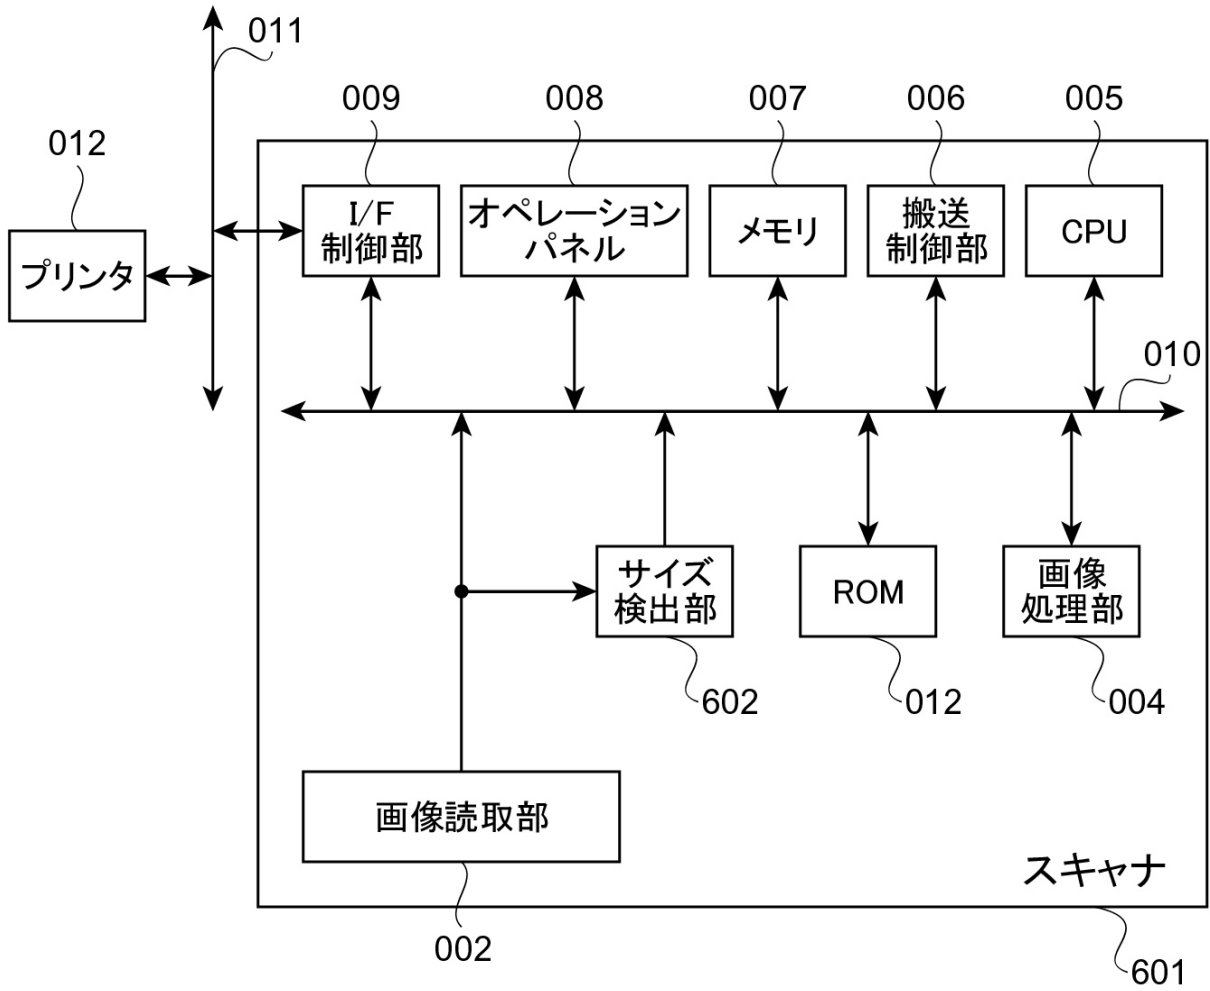 011
009
008
007
006
005
012
I/F
制御部
オペレーション
パネル
メモリ
搬送
制御部
CPU
プリンタ
010
サイズ
検出部
ROM
画像
処理部
602
012
004
画像読取部
スキャナ
002
601